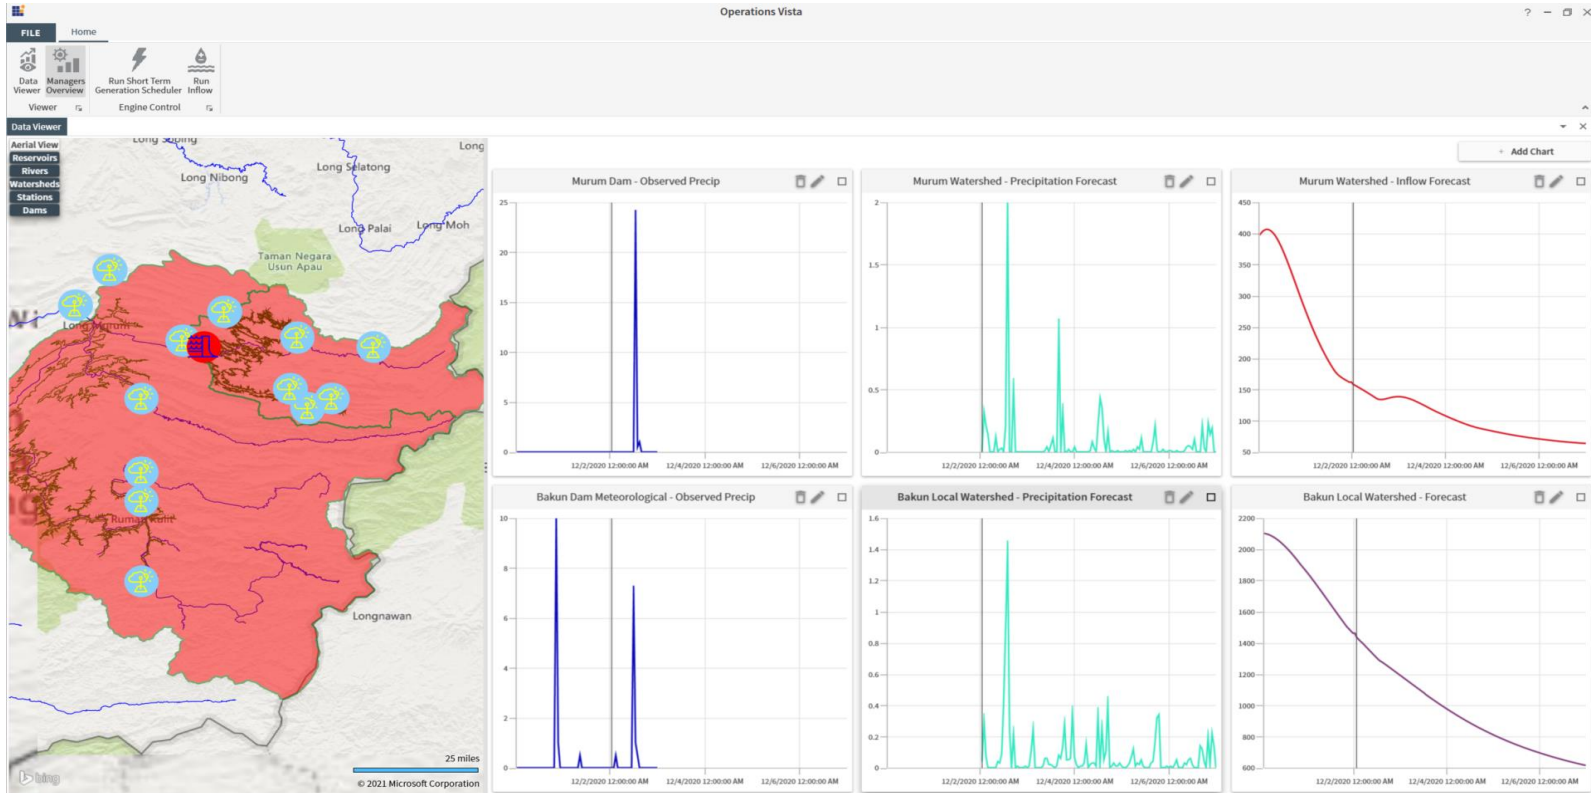 Operations Vista
FILE Home
Data Viewer
Managers Overview
Run Short Term Generation Scheduler
Run Inflow
Viewer
Engine Control
Data Viewer
Aerial View
Reservoirs
Rivers
Watersheds
Stations
Dams
Long
Long Selatong
Long Nibong
Long Palai
Long Moh
Taman Negara
Usun Apau
Long Murum
Longnawan
25 miles
bing
© 2021 Microsoft Corporation
+ Add Chart
Murum Dam - Observed Precip
25
20
15
10
5
0
12/2/2020 12:00:00 AM 12/4/2020 12:00:00 AM 12/6/2020 12:00:00 AM
Murum Watershed - Precipitation Forecast
2
1.5
1
0.5
0
12/2/2020 12:00:00 AM 12/4/2020 12:00:00 AM 12/6/2020 12:00:00 AM
Murum Watershed - Inflow Forecast
450
400
350
300
250
200
150
100
50
12/2/2020 12:00:00 AM 12/4/2020 12:00:00 AM 12/6/2020 12:00:00 AM
Bakun Dam Meteorological - Observed Precip
10
8
6
4
2
0
12/2/2020 12:00:00 AM 12/4/2020 12:00:00 AM 12/6/2020 12:00:00 AM
Bakun Local Watershed - Precipitation Forecast
1.6
1.4
1.2
1
0.8
0.6
0.4
0.2
0
12/2/2020 12:00:00 AM 12/4/2020 12:00:00 AM 12/6/2020 12:00:00 AM
Bakun Local Watershed - Forecast
2200
2000
1800
1600
1400
1200
1000
800
600
12/2/2020 12:00:00 AM 12/4/2020 12:00:00 AM 12/6/2020 12:00:00 AM